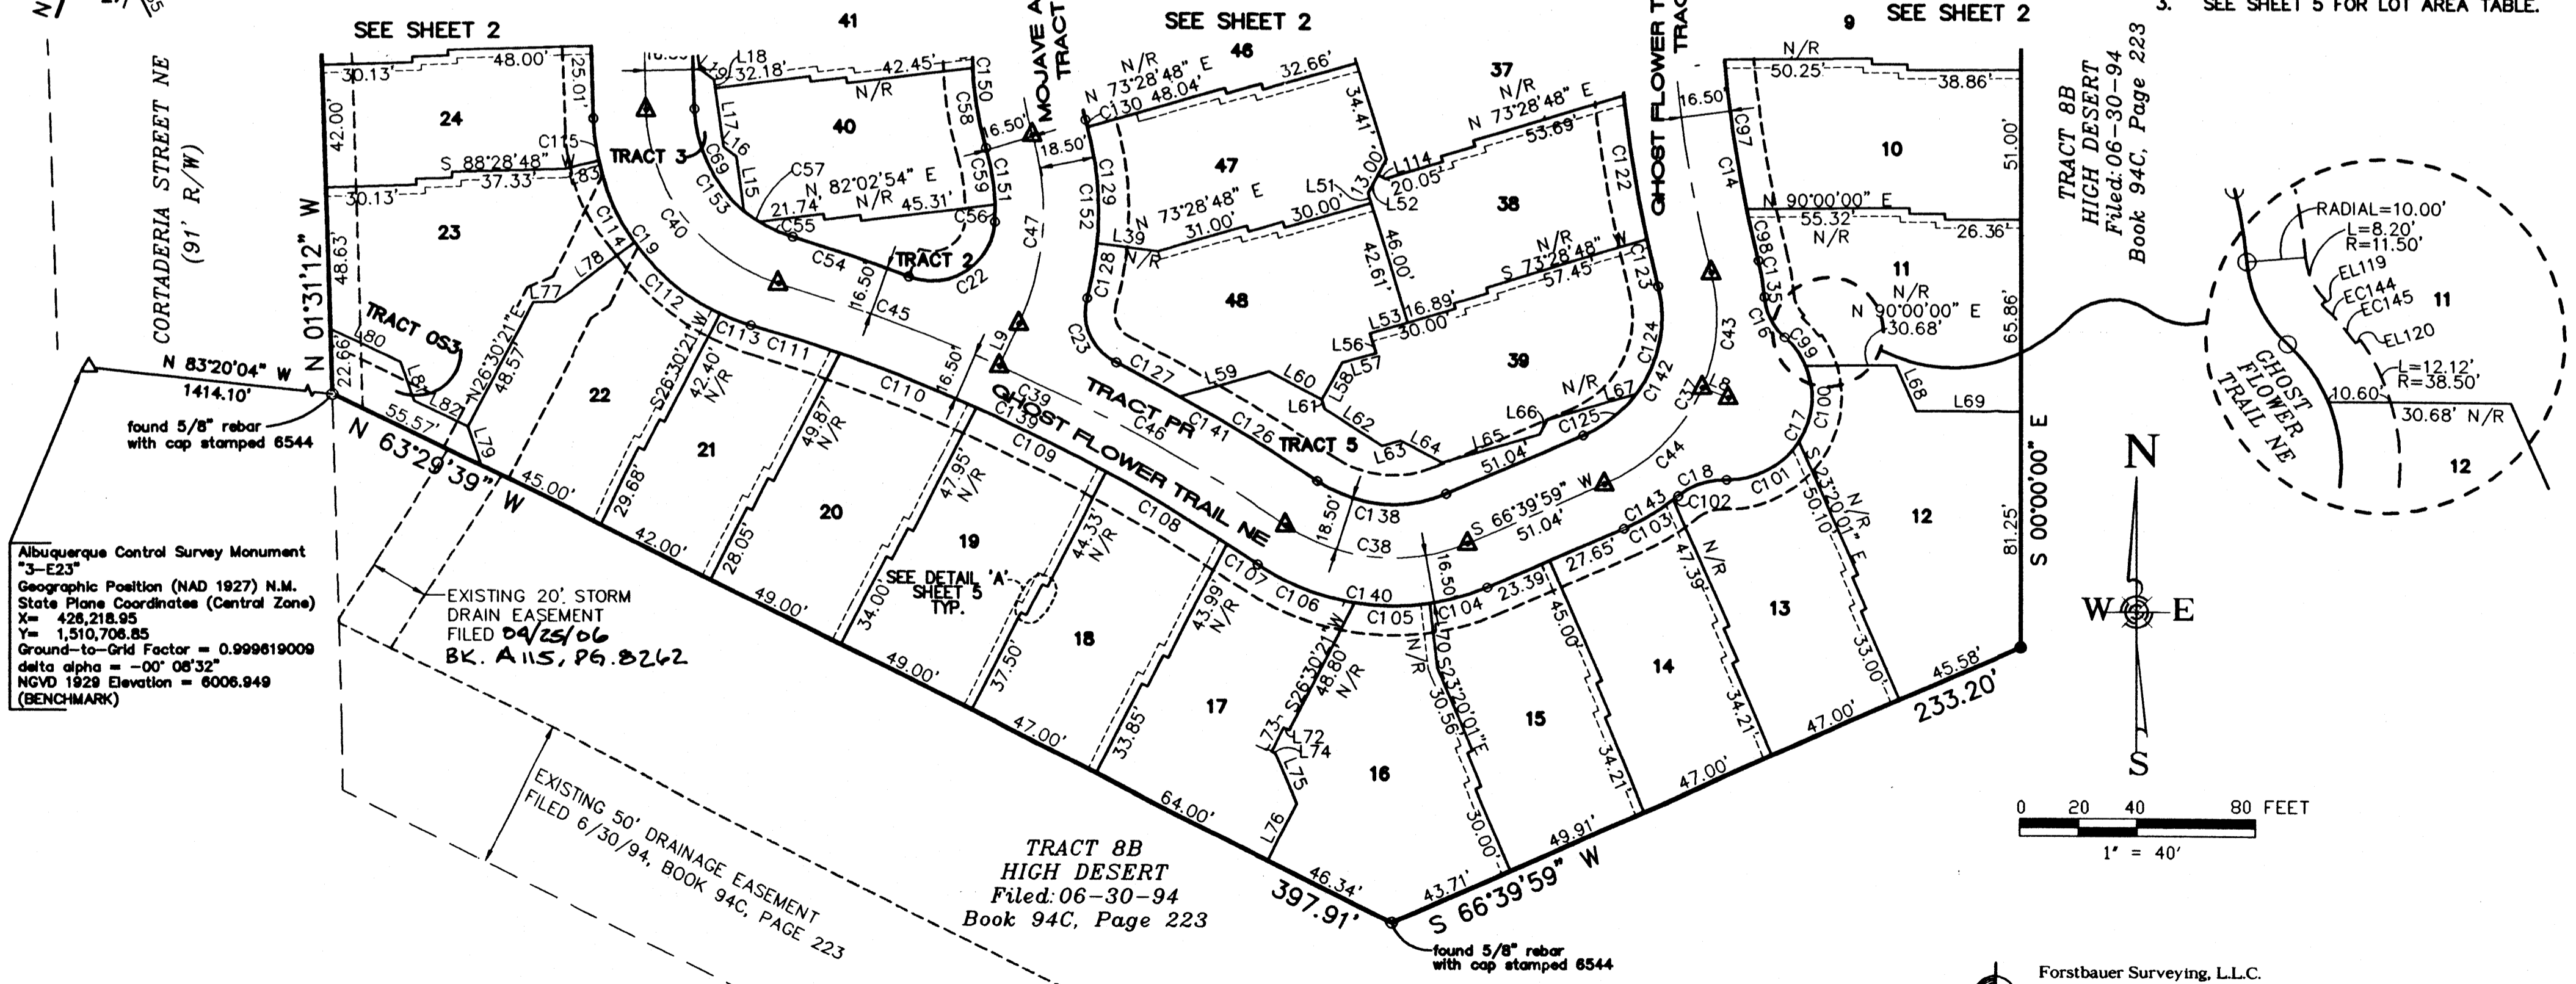 SEE SHEET 2
41
SEE SHEET 2
46
9
SEE SHEET 2
3. SEE SHEET 5 FOR LOT AREA TABLE.
CORTADERIA STREET NE
(91' R/W)
30.13'
48.00'
25.01'
42.00'
24
C115
S 88°28'48" W
37.33'
L83
30.13'
N 01°31'12" W
48.63'
23
C114
C19
L78
L77
C112
TRACT OS3
L80
L81
L82
22.66'
N26°30'21"E
48.57'
L79
N 83°20'04" W
1414.10'
found 5/8" rebar
with cap stamped 6544
55.57'
N 63°29'39" W
L18
32.18'
42.45'
N/R
L17
L16
L15
40
TRACT 3
C69
C153
C40
C57
N 82°02'54" E
N/R
21.74'
45.31'
C55
C54
C56
C58
C150
C59
C151
TRACT 2
C22
16.50'
C45
C47
16.50'
18.50'
MOJAVE A
TRACT
N/R
N 73°28'48" E
C130
48.04'
32.66'
34.41'
C129
C152
47
N 73°28'48" E
N/R
31.00'
30.00'
L39
N/R
C128
C23
48
13.00'
L51
L52
L114
20.05'
46.00'
42.61'
37
N/R
N 73°28'48" E
53.69'
38
C122
N/R
S 73°28'48" W
57.45'
C123
L53
16.89'
30.00'
L56
L57
L58
39
N/R
L67
L66
C125
C124
C142
C127
L59
L60
L61
L62
L63
L64
L65
C126
C141
TRACT PR
TRACT 5
51.04'
L9
C39
C46
GHOST FLOWER TRAIL NE
16.50'
C139
C113
C111
C110
C109
C108
C107
C106
C140
C105
C104
C138
18.50'
C38
16.50'
S 66°39'59" W
51.04'
23.39'
27.65'
C103
C143
C102
C18
C101
C44
C37
L8
C43
GHOST FLOWER T
TRAC
16.50'
N/R
50.25'
38.86'
C97
C14
10
51.00'
N 90°00'00" E
55.32'
N/R
26.36'
C98
C135
C16
C99
11
N/R
N 90°00'00" E
30.68'
65.86'
L68
L69
C17
C100
12
81.25'
S 00°00'00" E
S 23°20'01" E
N/R
50.10'
33.00'
45.58'
233.20'
TRACT 8B
HIGH DESERT
Filed:06-30-94
Book 94C, Page 223
RADIAL=10.00'
L=8.20'
R=11.50'
EL119
EC144
EC145
11
EL120
L=12.12'
R=38.50'
10.60'
30.68' N/R
GHOST
FLOWER
TRAIL NE
12
22
S26°30'21"W
42.40'
N/R
29.68'
45.00'
21
49.87'
N/R
28.05'
42.00'
20
47.95'
N/R
34.00'
49.00'
19
SEE DETAIL 'A'
SHEET 5
TYP.
44.33'
N/R
37.50'
49.00'
18
43.99'
N/R
33.85'
47.00'
17
S26°30'21"W
48.80'
N/R
L72
L73
L74
L75
L76
64.00'
16
N/R
L70
S23°20'01"E
30.56'
30.00'
46.34'
397.91'
43.71'
S 66°39'59" W
15
45.00'
34.21'
49.91'
14
47.39'
N/R
34.21'
47.00'
13
47.00'
found 5/8" rebar
with cap stamped 6544
Albuquerque Control Survey Monument
"3-E23"
Geographic Position (NAD 1927) N.M.
State Plane Coordinates (Central Zone)
X= 426,218.95
Y= 1,510,706.85
Ground-to-Grid Factor = 0.999619009
delta alpha = -00° 08'32"
NGVD 1929 Elevation = 6006.949
(BENCHMARK)
EXISTING 20' STORM
DRAIN EASEMENT
FILED 04/25/06
BK. A115, PG. 8262
EXISTING 50' DRAINAGE EASEMENT
FILED 6/30/94, BOOK 94C, PAGE 223
TRACT 8B
HIGH DESERT
Filed:06-30-94
Book 94C, Page 223
N
W E
S
0 20 40 80 FEET
1" = 40'
Forstbauer Surveying, L.L.C.